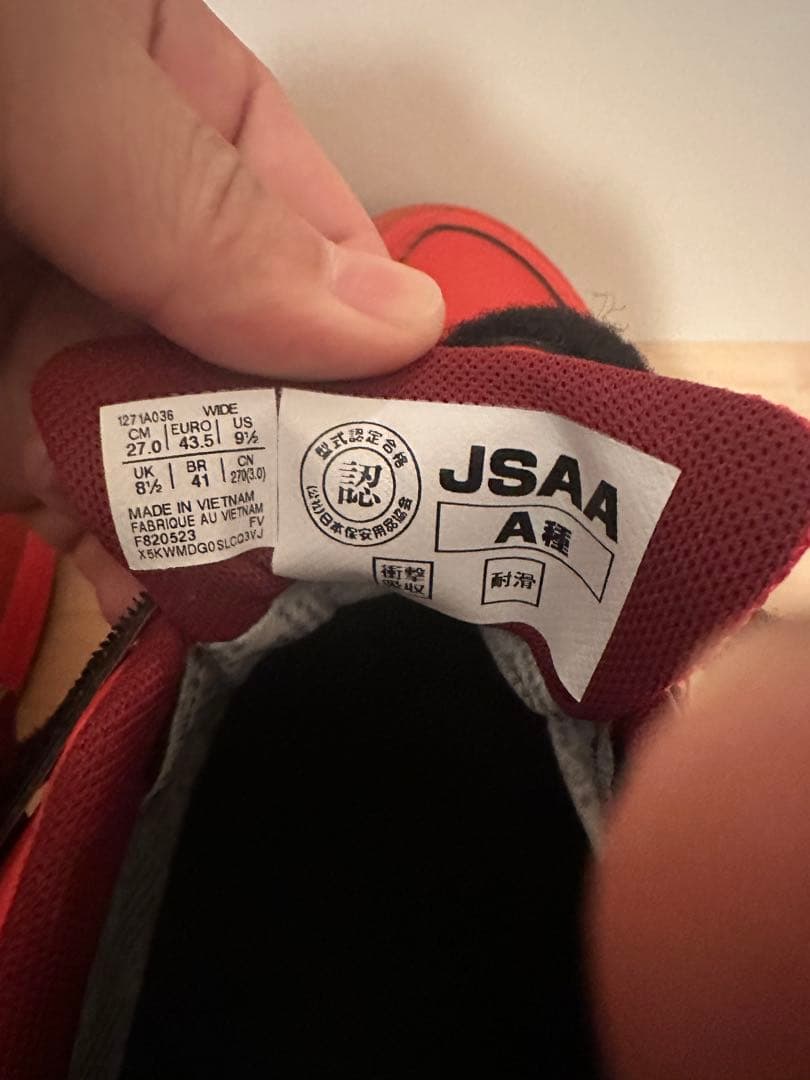 1271A036 WIDE
CM EURO US
27.0 43.5 9½
UK BR CN
8½ 41 270(3.0)
MADE IN VIETNAM
FABRIQUE AU VIETNAM
F820523 FV
X5KWMDG0SLCQ3VJ
型式認定合格
認
(公社)日本保安用品協会
JSAA
A種
衝撃
吸収
耐滑